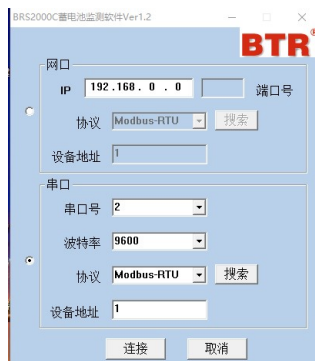 BRS2000C蓄电池监测软件Ver1.2
BTR®
网口
IP 192.168. 0 . 0 端口号
协议 Modbus-RTU 搜索
设备地址 1
串口
串口号 2
波特率 9600
协议 Modbus-RTU 搜索
设备地址 1
连接 取消